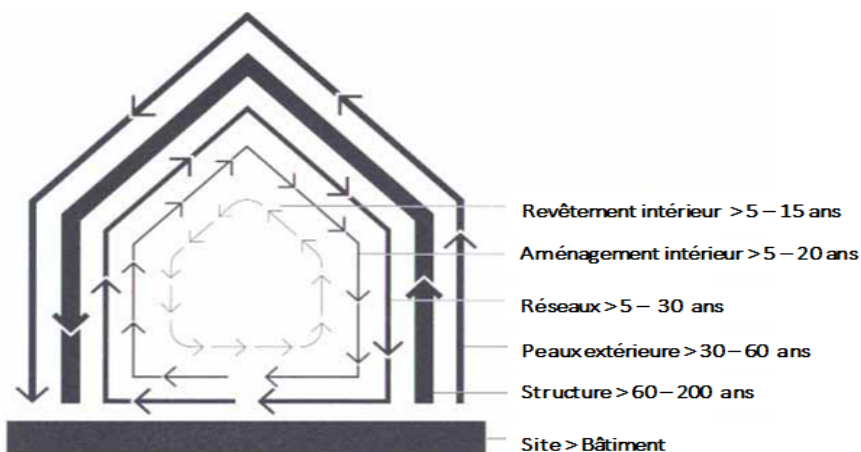 Revêtement intérieur > 5 – 15 ans
Aménagement intérieur > 5 – 20 ans
Réseaux > 5 – 30 ans
Peaux extérieure > 30 – 60 ans
Structure > 60 – 200 ans
Site > Bâtiment